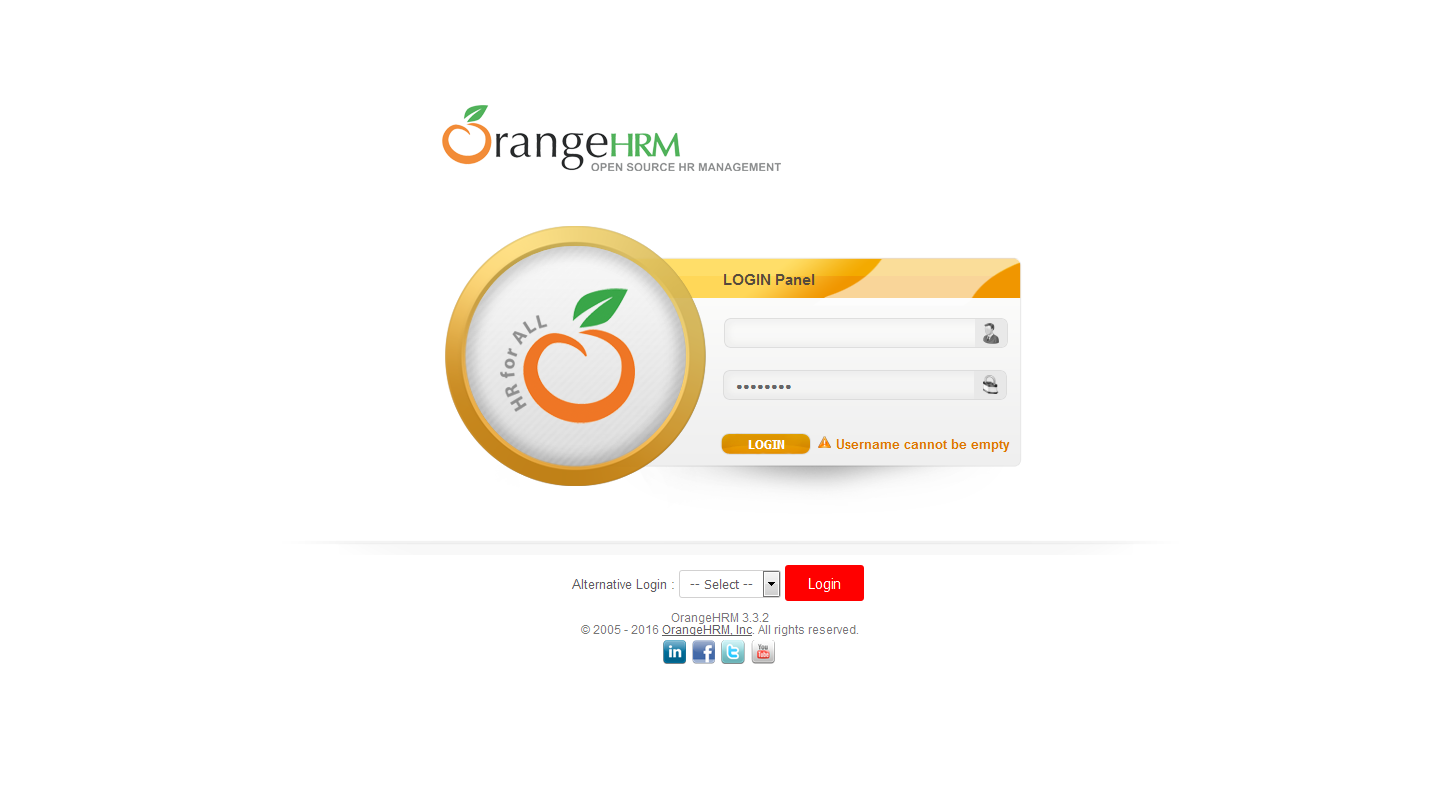 OrangeHRM
OPEN SOURCE HR MANAGEMENT
HR for ALL
LOGIN Panel
••••••••
LOGIN
Username cannot be empty
Alternative Login :
-- Select --
Login
OrangeHRM 3.3.2
© 2005 - 2016 OrangeHRM, Inc. All rights reserved.
in
f
t
You Tube